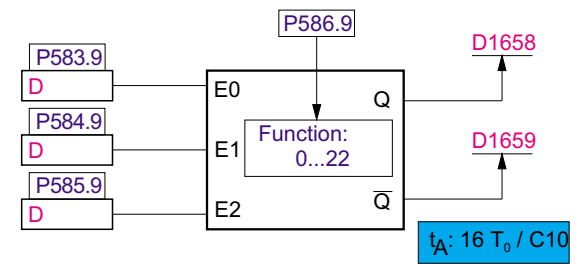 P586.9
D1658
P583.9
D
E0
Q
P584.9
D
E1
Function:
0...22
D1659
P585.9
D
E2
Q̅
tA: 16 T0 / C10